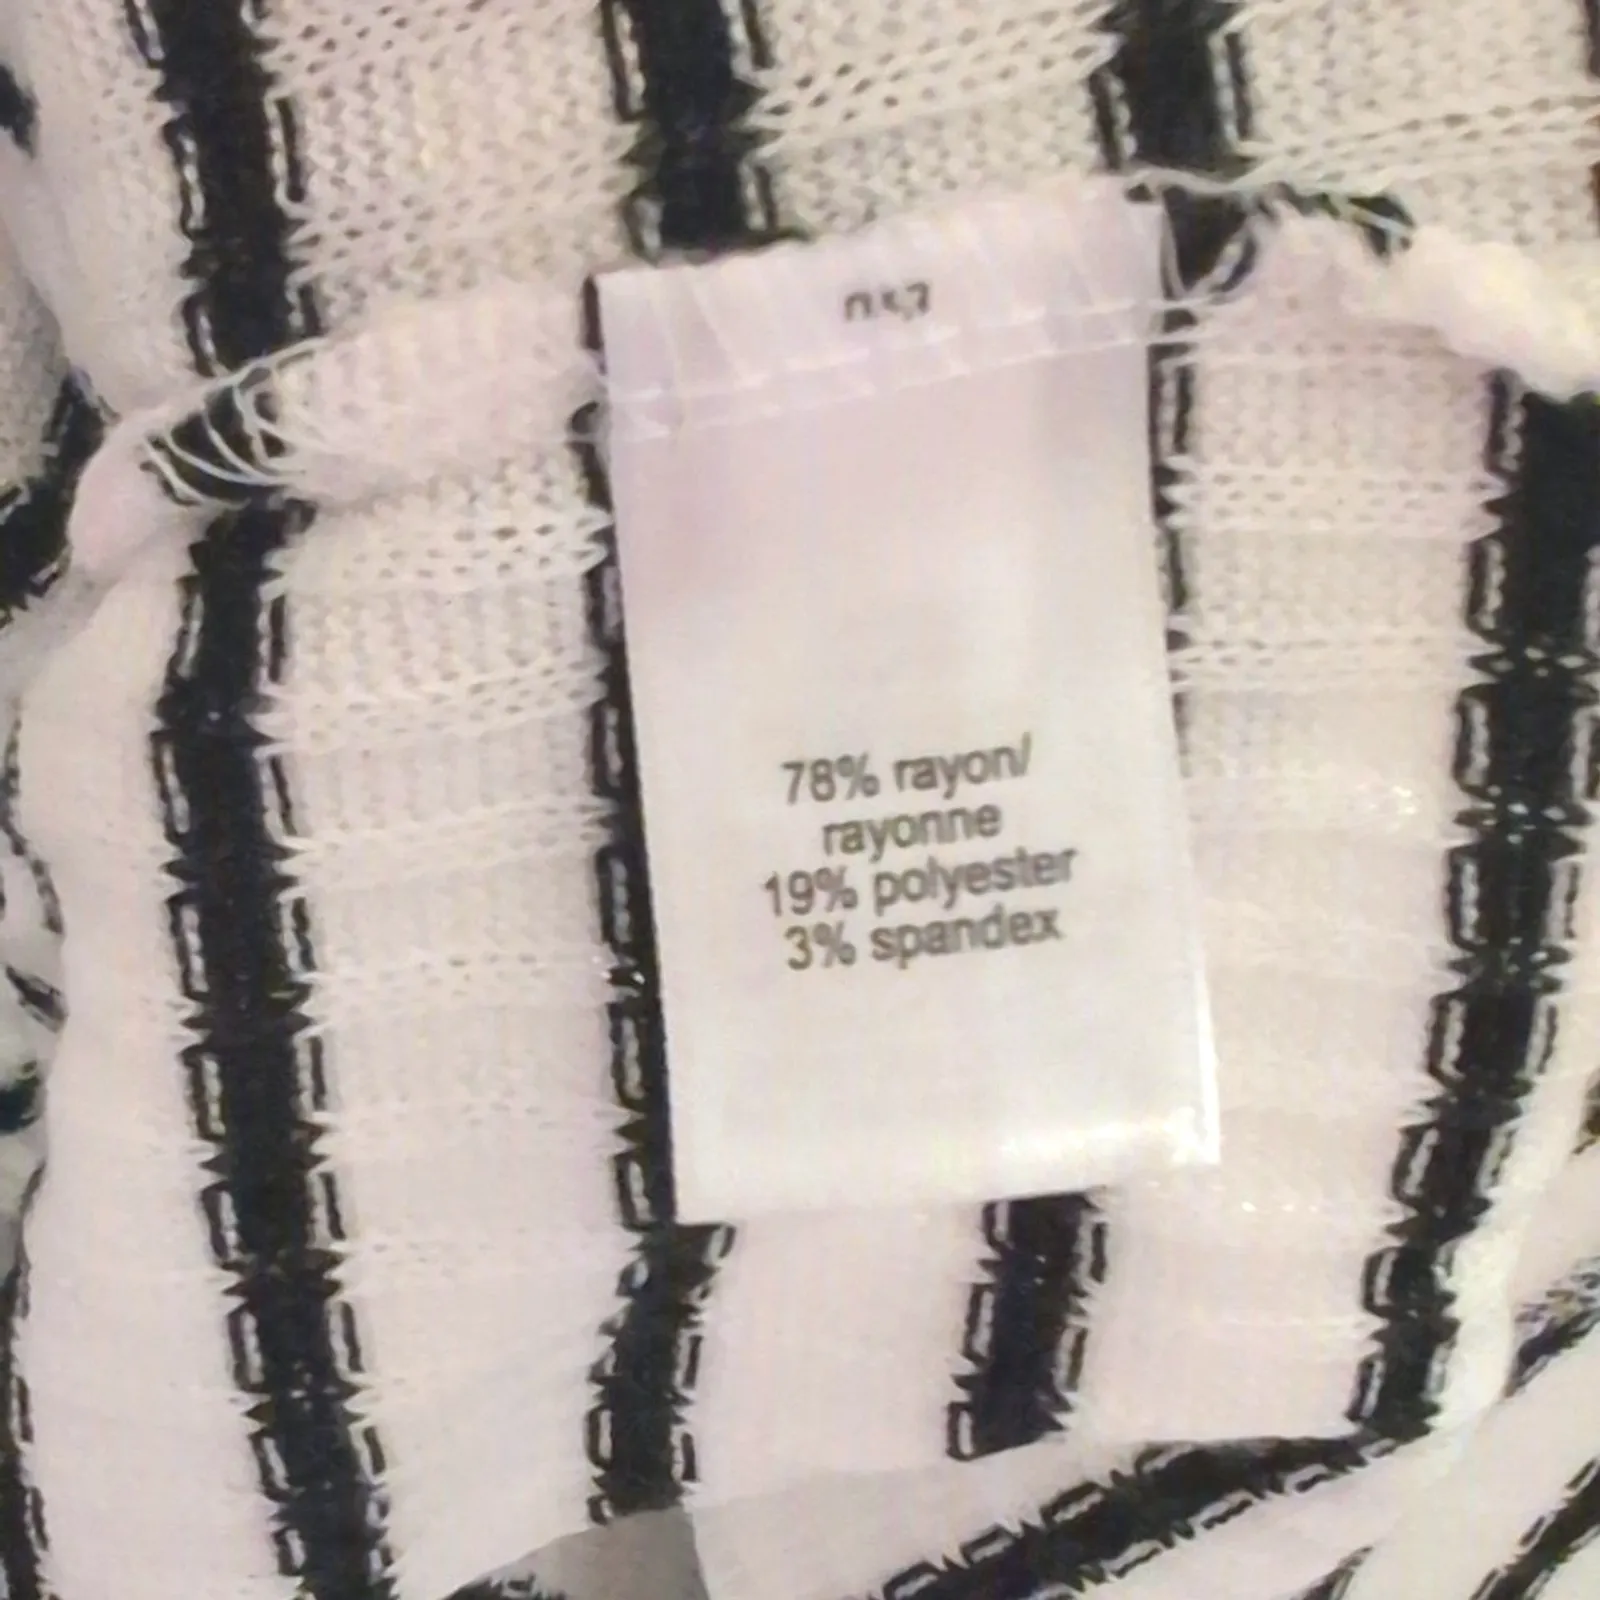 78% rayon/
rayonne
19% polyester
3% spandex